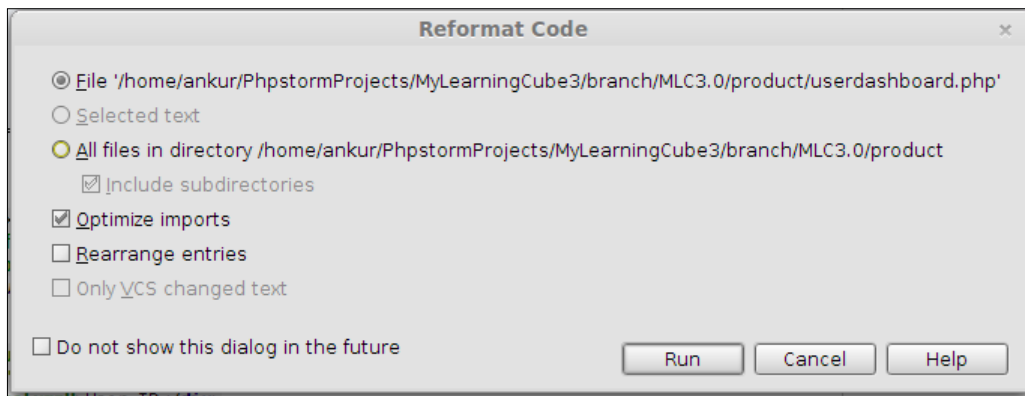 Reformat Code
File '/home/ankur/PhpstormProjects/MyLearningCube3/branch/MLC3.0/product/userdashboard.php'
Selected text
All files in directory /home/ankur/PhpstormProjects/MyLearningCube3/branch/MLC3.0/product
Include subdirectories
Optimize imports
Rearrange entries
Only VCS changed text
Do not show this dialog in the future
Run Cancel Help